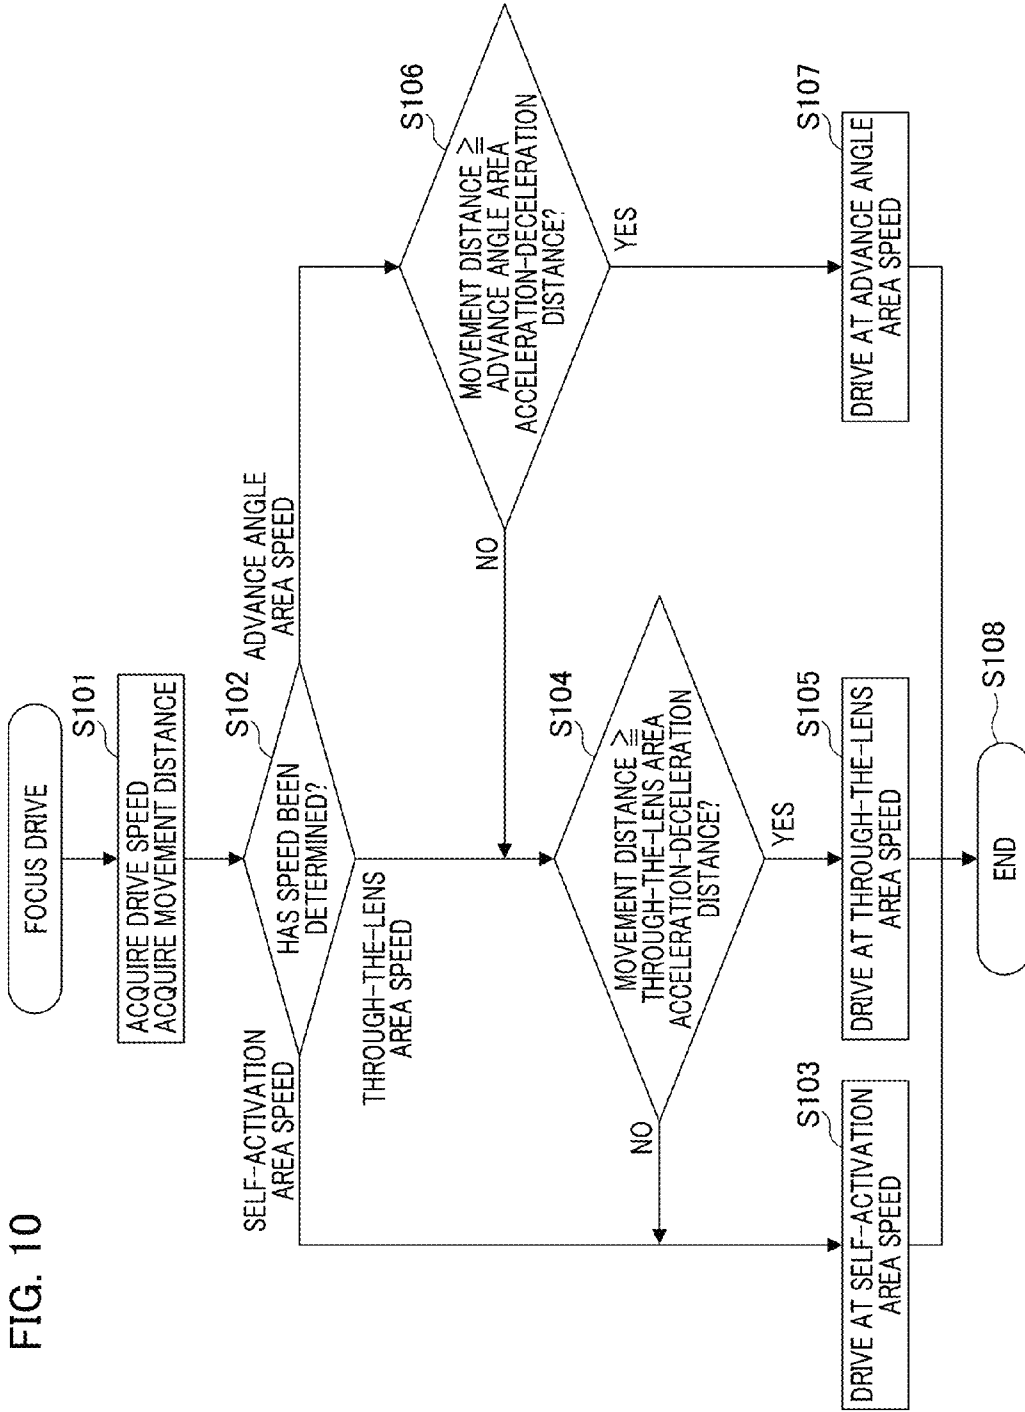 FIG. 10
FOCUS DRIVE
S101
ACQUIRE DRIVE SPEED
ACQUIRE MOVEMENT DISTANCE
S102
HAS SPEED BEEN
DETERMINED?
SELF-ACTIVATION
AREA SPEED
THROUGH-THE-LENS
AREA SPEED
ADVANCE ANGLE
AREA SPEED
S106
MOVEMENT DISTANCE ≧
ADVANCE ANGLE AREA
ACCELERATION-DECELERATION
DISTANCE?
NO
YES
S104
MOVEMENT DISTANCE ≧
THROUGH-THE-LENS AREA
ACCELERATION-DECELERATION
DISTANCE?
NO
YES
S103
DRIVE AT SELF-ACTIVATION
AREA SPEED
S105
DRIVE AT THROUGH-THE-LENS
AREA SPEED
S107
DRIVE AT ADVANCE ANGLE
AREA SPEED
S108
END